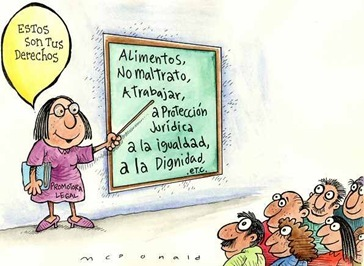 ESTOS
SON TUS
DERECHOS
ALIMENTOS,
NO MALTRATO,
A TRABAJAR,
a PROTECCIÓN
JURÍDICA
a la igualdad,
a la DIGNIDAD,
.etc.
PROMOTORA
LEGAL
MCDONALD